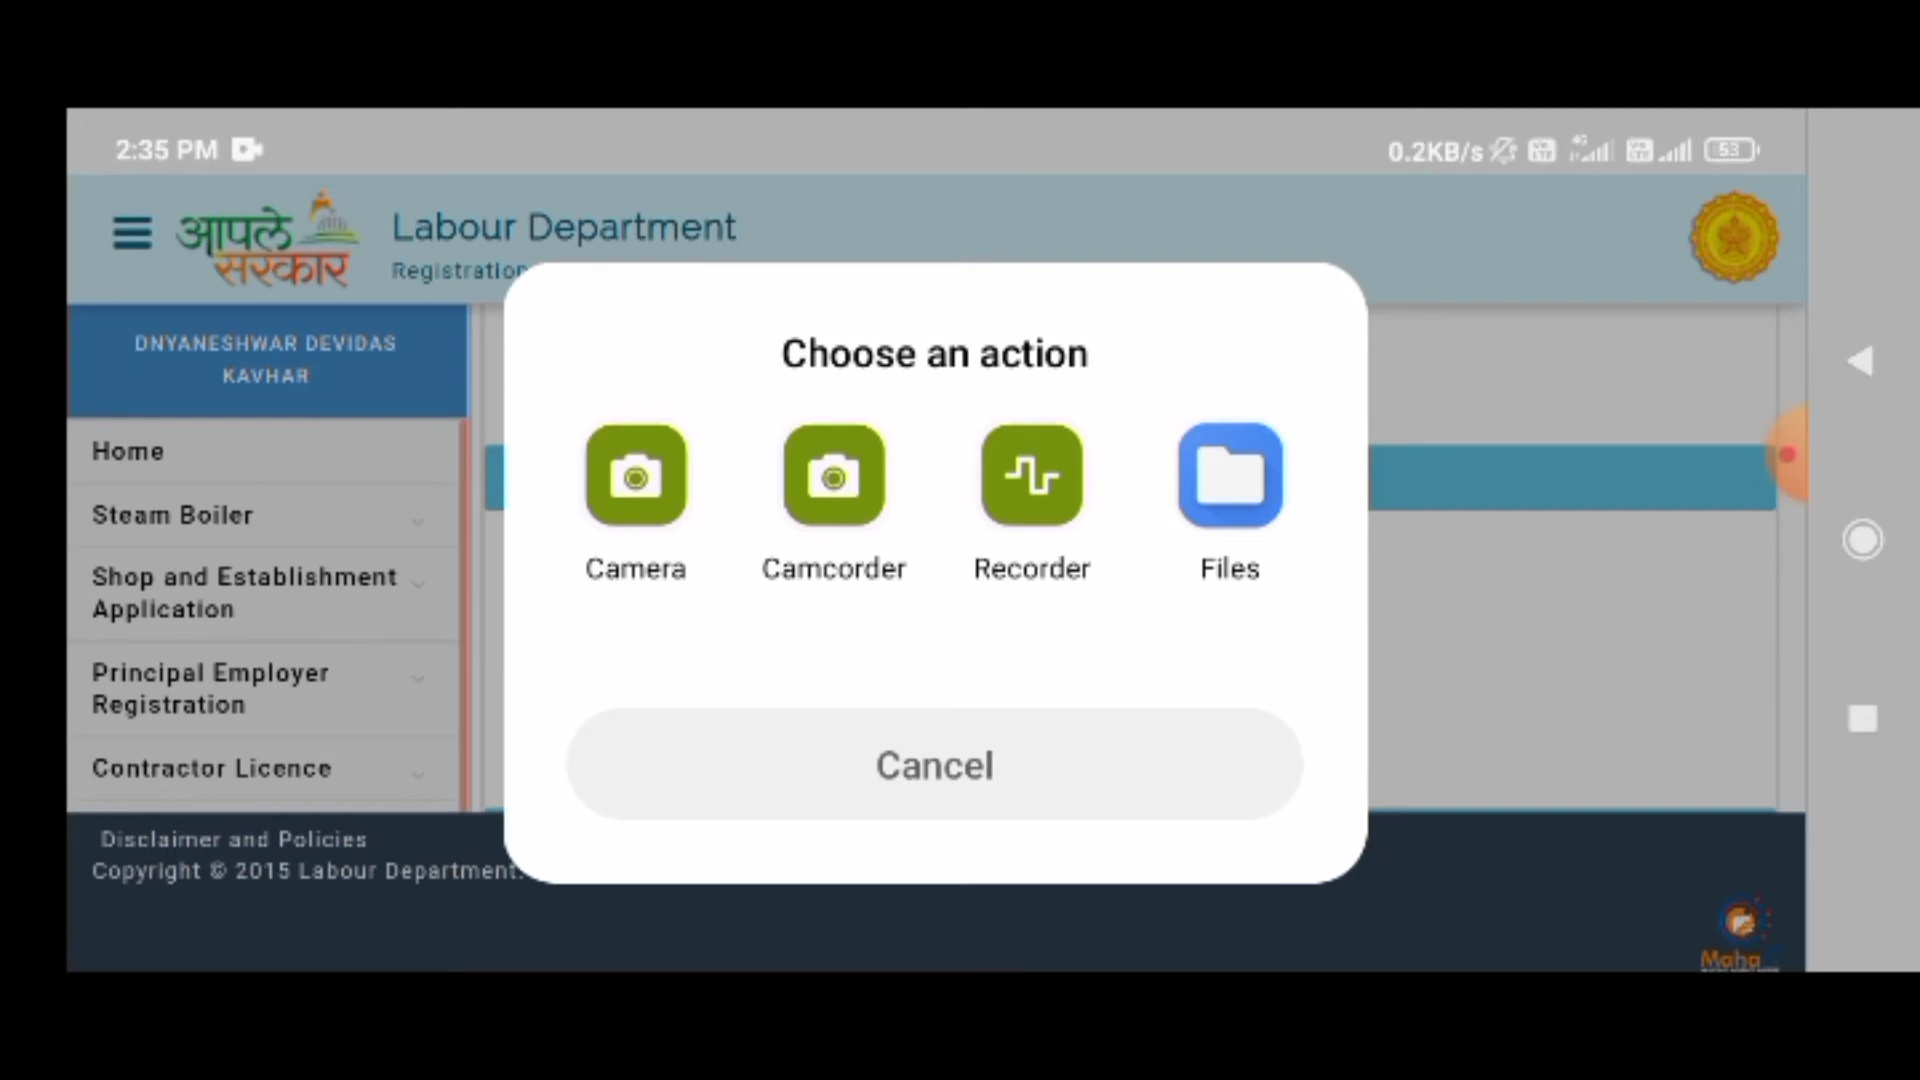 2:35 PM
0.2KB/s
4G
53
आपले
सरकार
Labour Department
Registration
DNYANESHWAR DEVIDAS
KAVHAR
Home
Steam Boiler
Shop and Establishment
Application
Principal Employer
Registration
Contractor Licence
Choose an action
Camera
Camcorder
Recorder
Files
Cancel
Disclaimer and Policies
Copyright © 2015 Labour Department.
Maha